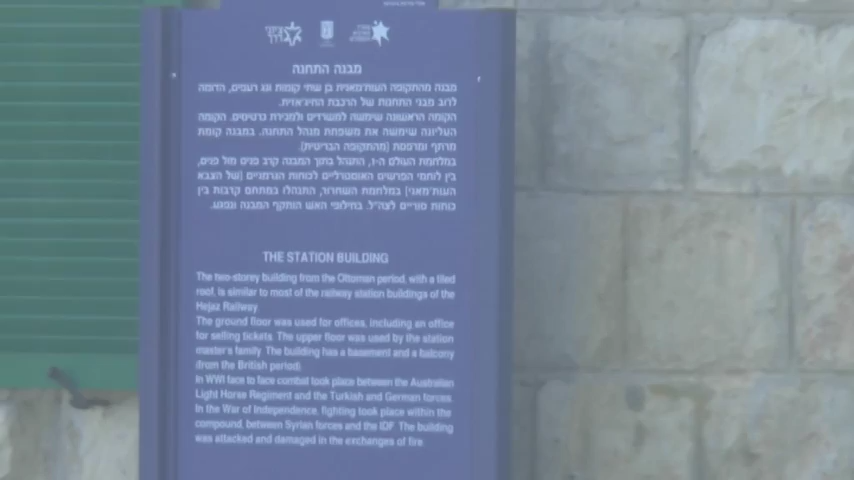 מבנה התחנה
מבנה מהתקופה העות'מאנית בן שתי קומות וגג רעפים, הדומה
לרוב מבני התחנות של הרכבת החיג'אזית.
הקומה הראשונה שימשה למשרדים ולמכירת כרטיסים. הקומה
העליונה שימשה את משפחת מנהל התחנה. במבנה קומת
מרתף ומרפסת (מהתקופה הבריטית).
במלחמת העולם ה-1, התנהל בתוך המבנה קרב פנים מול פנים,
בין לוחמי הפרשים האוסטרליים לכוחות הגרמניים (של הצבא
העות'מאני) במלחמת השחרור, התנהלו במתחם קרבות בין
כוחות סוריים לצה"ל. בחילופי האש הותקף המבנה ונפגע.
THE STATION BUILDING
The two-storey building from the Ottoman period, with a tiled
roof, is similar to most of the railway station buildings of the
Hejaz Railway.
The ground floor was used for offices, including an office
for selling tickets. The upper floor was used by the station
master's family. The building has a basement and a balcony
(from the British period).
In WWI face to face combat took place between the Australian
Light Horse Regiment and the Turkish and German forces.
In the War of Independence, fighting took place within the
compound, between Syrian forces and the IDF. The building
was attacked and damaged in the exchanges of fire.